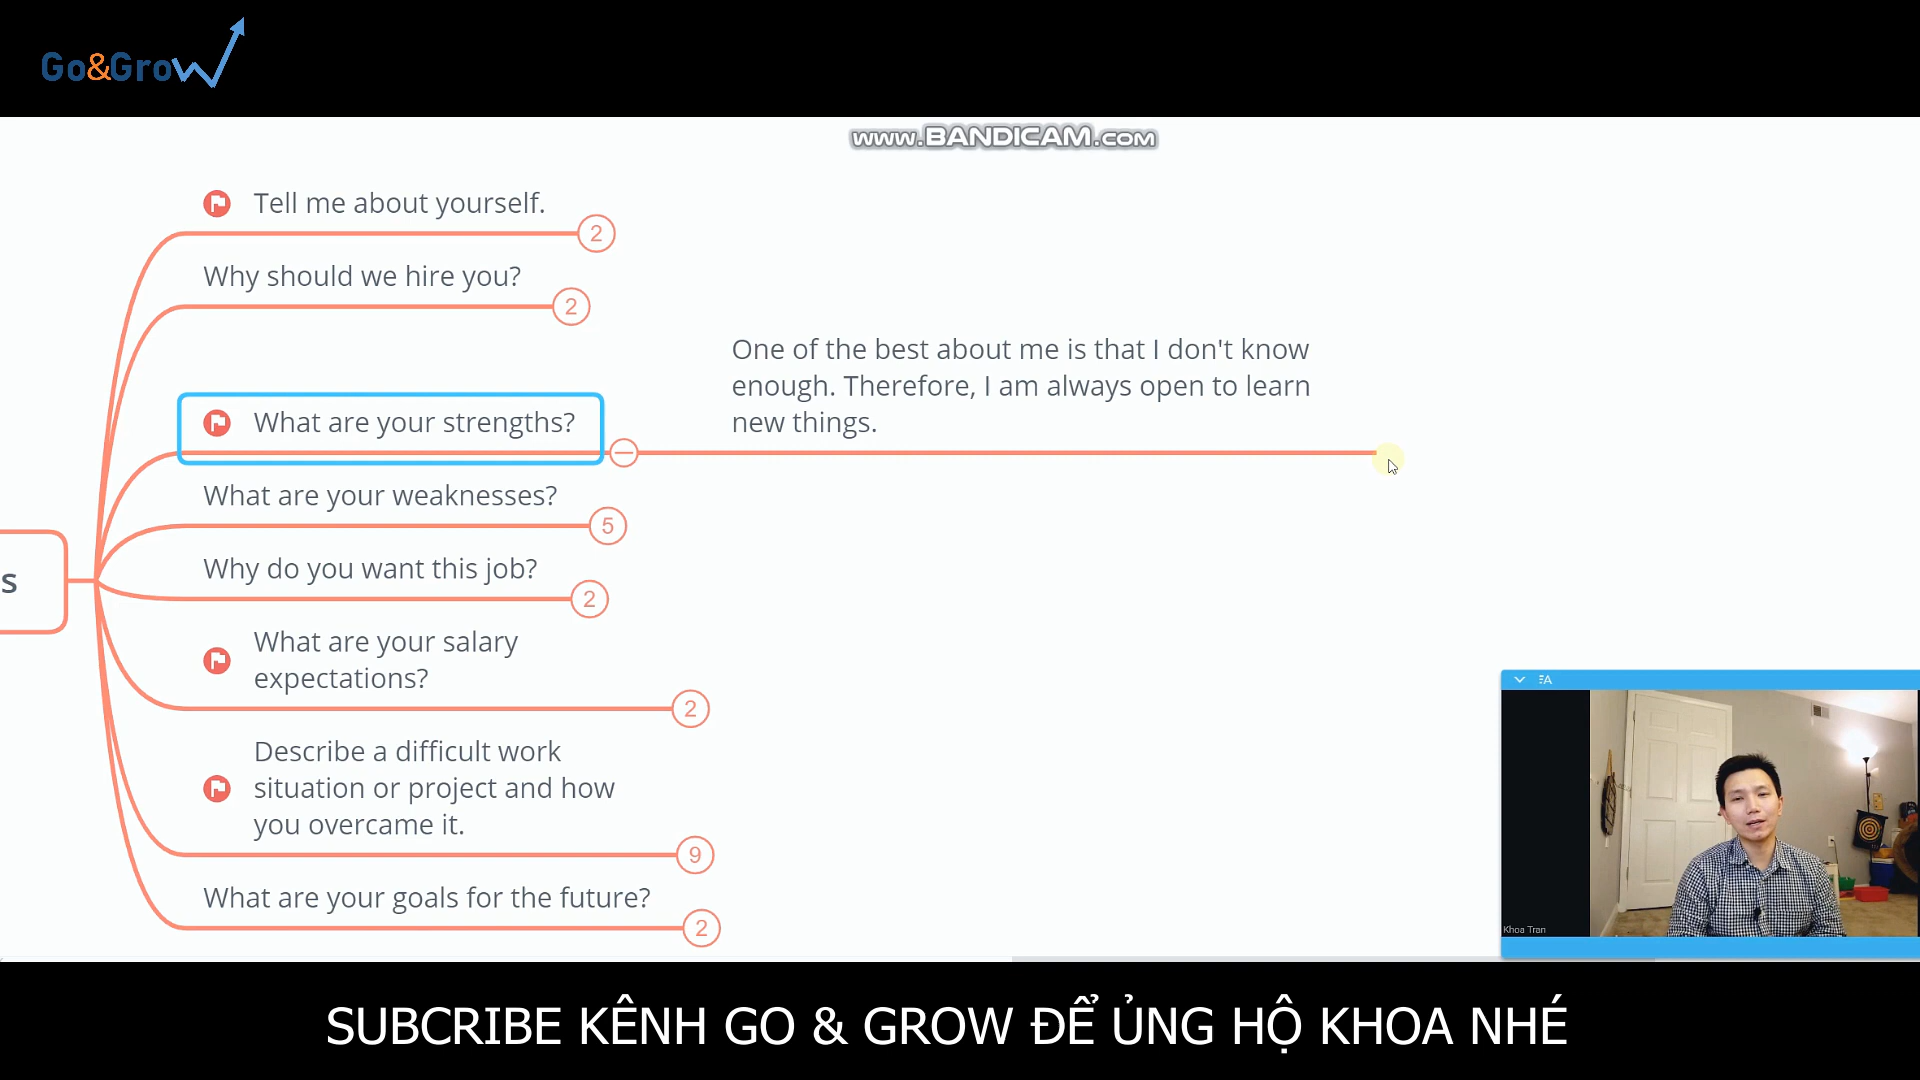 Go&Grow
www.BANDICAM.com
Tell me about yourself.
2
Why should we hire you?
2
One of the best about me is that I don't know
enough. Therefore, I am always open to learn
new things.
What are your strengths?
What are your weaknesses?
5
Why do you want this job?
2
s
What are your salary
expectations?
2
Describe a difficult work
situation or project and how
you overcame it.
9
What are your goals for the future?
2
Khoa Tran
SUBCRIBE KÊNH GO & GROW ĐỂ ỦNG HỘ KHOA NHÉ